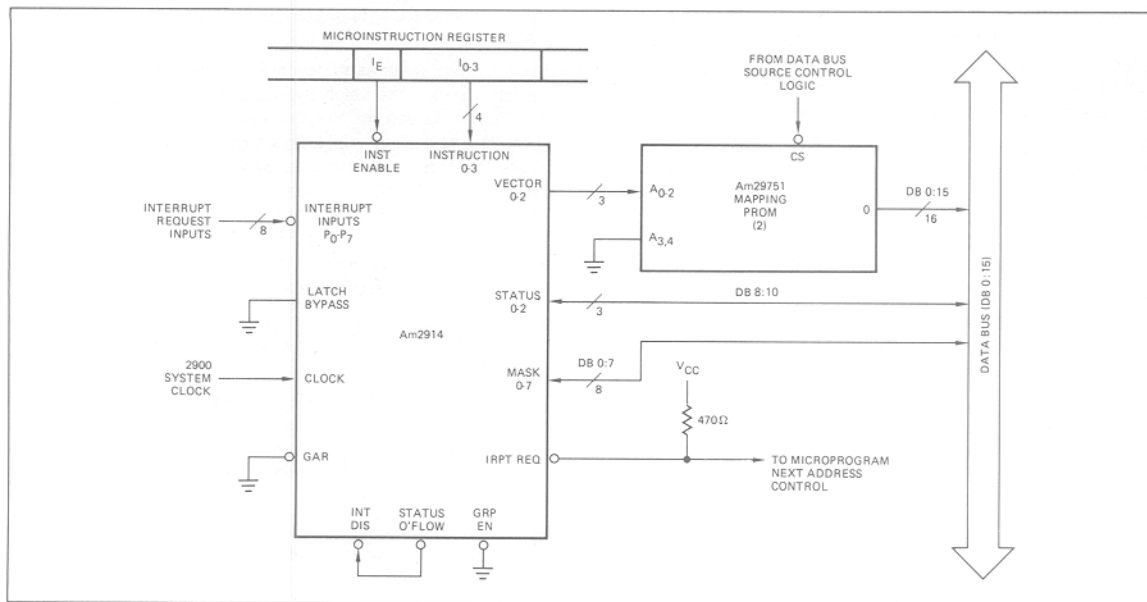 MICROINSTRUCTION REGISTER
IE
I0-3
4
FROM DATA BUS
SOURCE CONTROL
LOGIC
INST
ENABLE
INSTRUCTION
0-3
CS
VECTOR
0-2
3
A0-2
Am29751
MAPPING
PROM
(2)
0
DB 0:15
16
INTERRUPT
REQUEST
INPUTS
8
INTERRUPT
INPUTS
P0-P7
A3,4
LATCH
BYPASS
STATUS
0-2
3
DB 8:10
Am2914
2900
SYSTEM
CLOCK
CLOCK
MASK
0-7
DB 0:7
8
VCC
470Ω
GAR
IRPT REQ
TO MICROPROGRAM
NEXT ADDRESS
CONTROL
INT
DIS
STATUS
O'FLOW
GRP
EN
DATA BUS (DB 0:15)